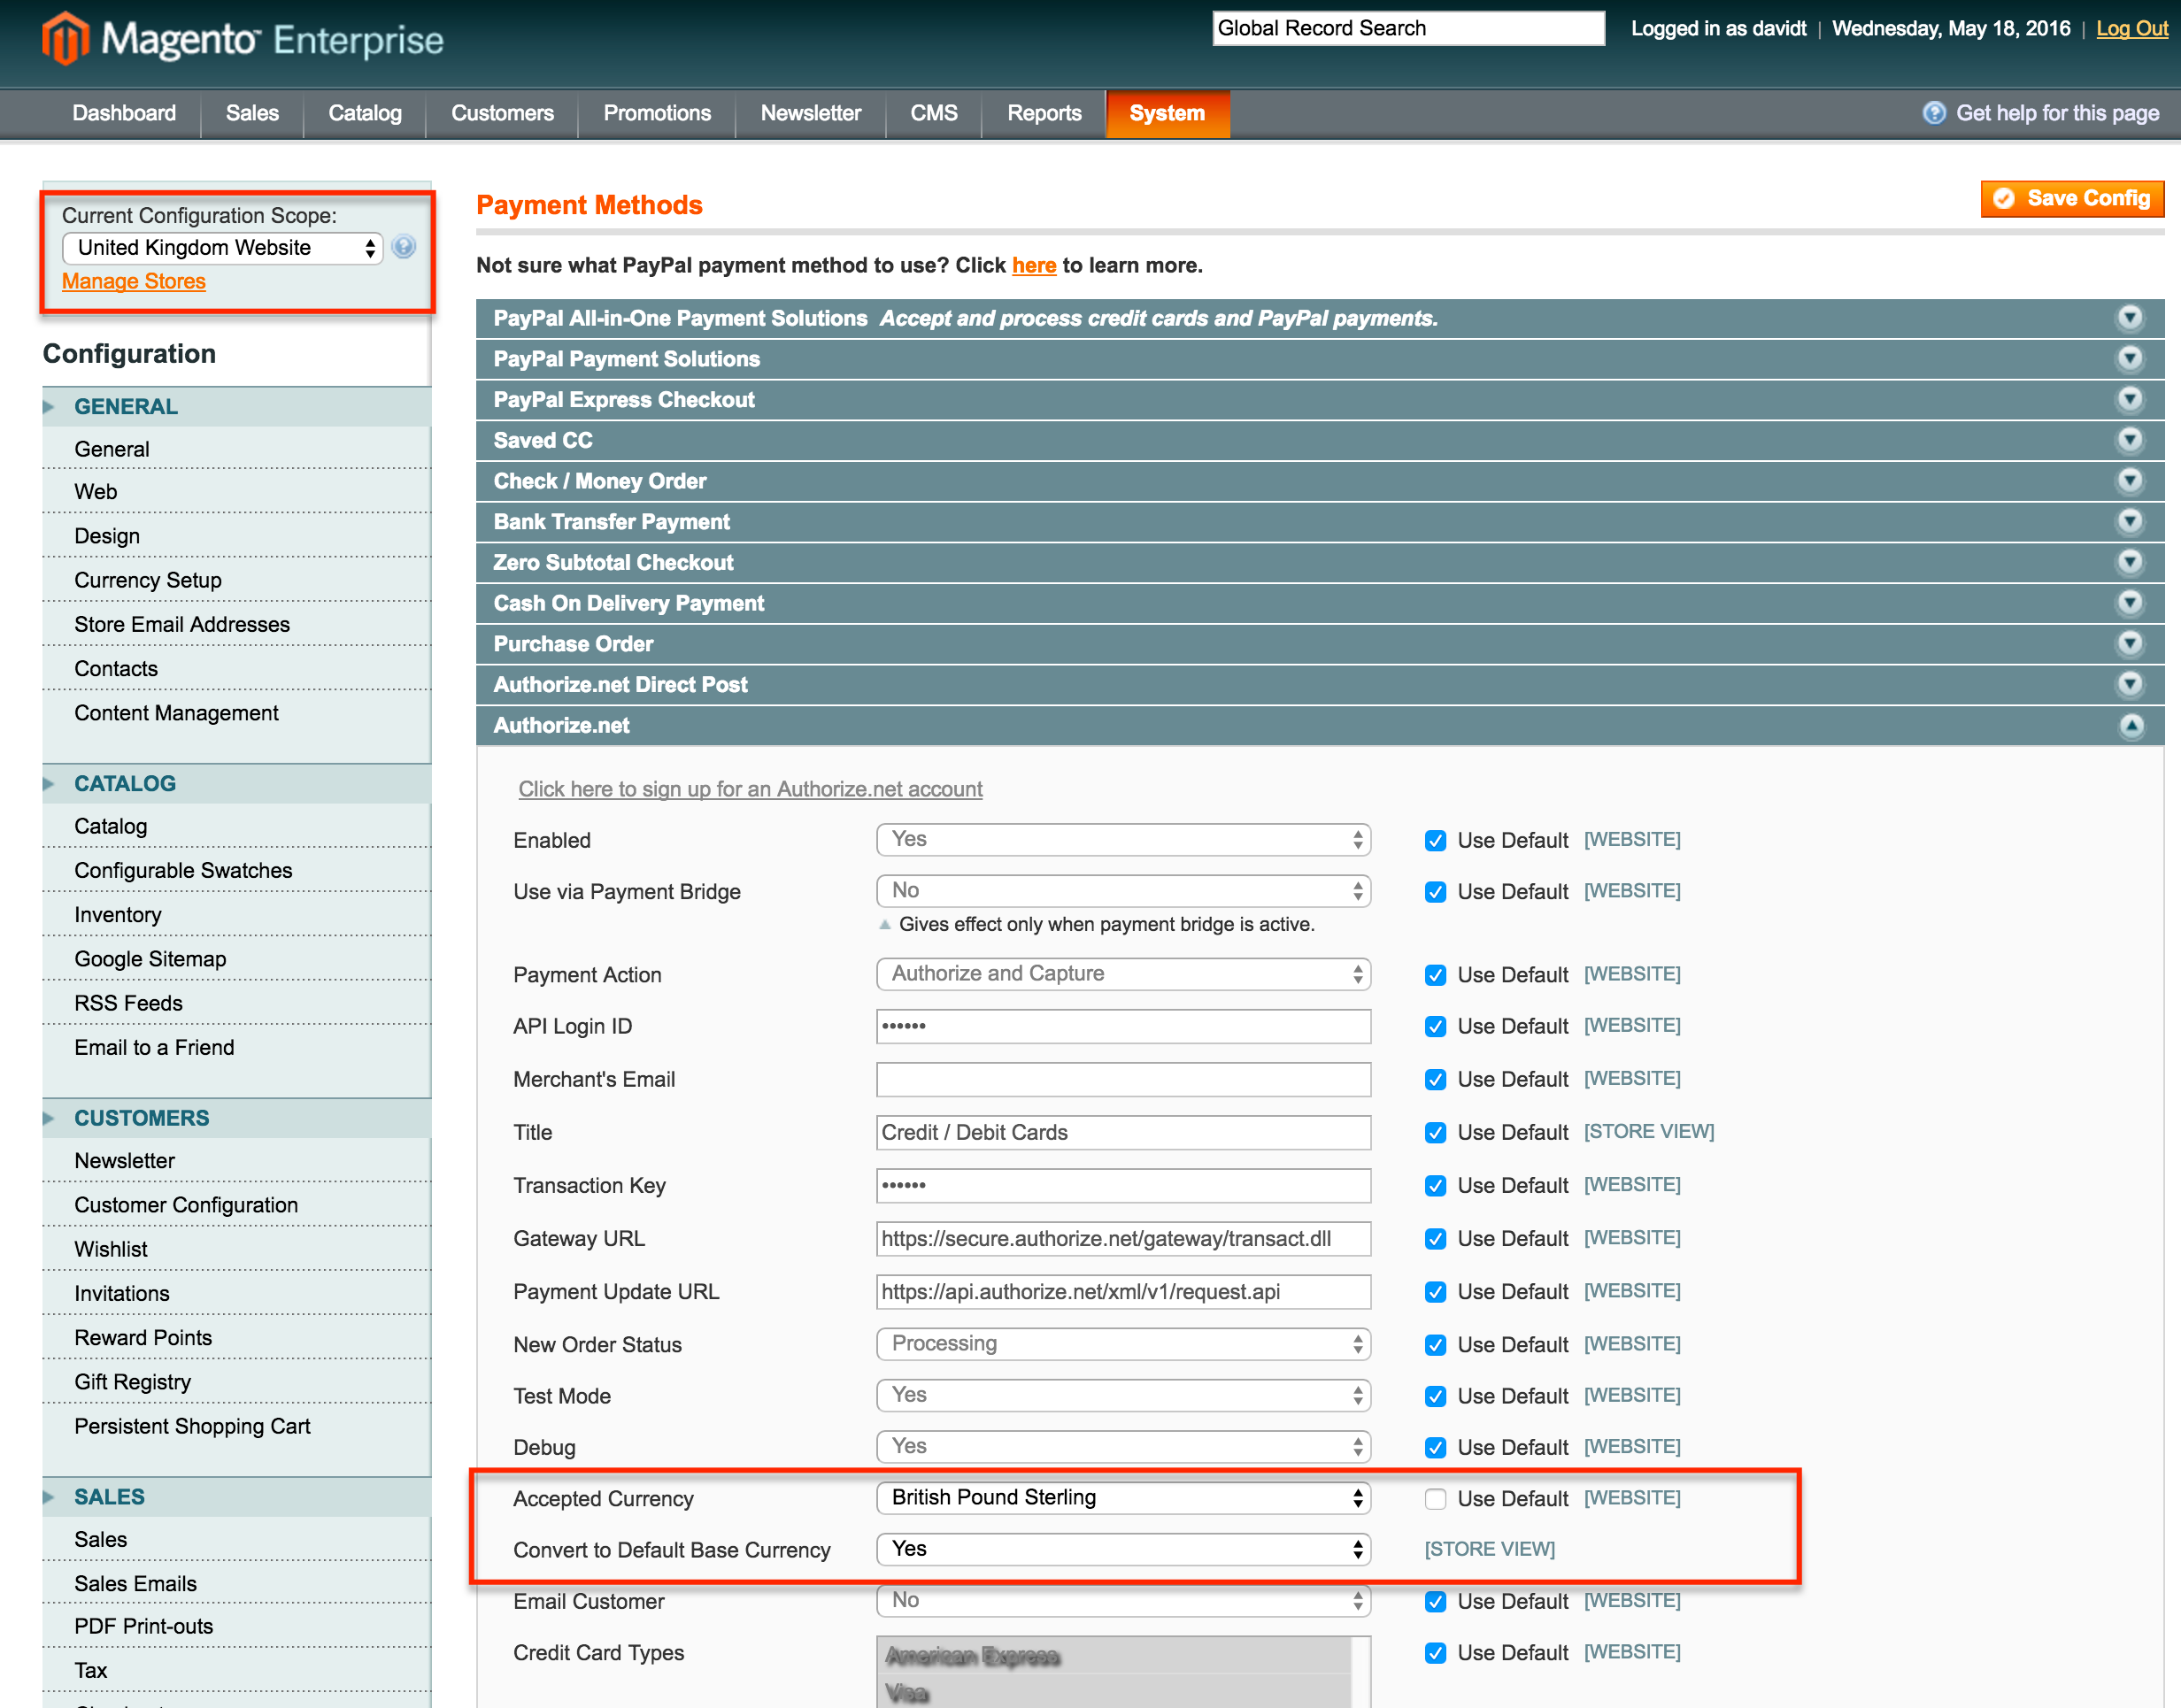 Magento™ Enterprise
Global Record Search
Logged in as davidt | Wednesday, May 18, 2016 | Log Out
Dashboard Sales Catalog Customers Promotions Newsletter CMS Reports System
Get help for this page
Current Configuration Scope:
United Kingdom Website
Manage Stores
Configuration
GENERAL
General
Web
Design
Currency Setup
Store Email Addresses
Contacts
Content Management
CATALOG
Catalog
Configurable Swatches
Inventory
Google Sitemap
RSS Feeds
Email to a Friend
CUSTOMERS
Newsletter
Customer Configuration
Wishlist
Invitations
Reward Points
Gift Registry
Persistent Shopping Cart
SALES
Sales
Sales Emails
PDF Print-outs
Tax
Payment Methods
Save Config
Not sure what PayPal payment method to use? Click here to learn more.
PayPal All-in-One Payment Solutions Accept and process credit cards and PayPal payments.
PayPal Payment Solutions
PayPal Express Checkout
Saved CC
Check / Money Order
Bank Transfer Payment
Zero Subtotal Checkout
Cash On Delivery Payment
Purchase Order
Authorize.net Direct Post
Authorize.net
Click here to sign up for an Authorize.net account
Enabled Yes Use Default [WEBSITE]
Use via Payment Bridge No Use Default [WEBSITE]
Gives effect only when payment bridge is active.
Payment Action Authorize and Capture Use Default [WEBSITE]
API Login ID •••••• Use Default [WEBSITE]
Merchant's Email Use Default [WEBSITE]
Title Credit / Debit Cards Use Default [STORE VIEW]
Transaction Key •••••• Use Default [WEBSITE]
Gateway URL https://secure.authorize.net/gateway/transact.dll Use Default [WEBSITE]
Payment Update URL https://api.authorize.net/xml/v1/request.api Use Default [WEBSITE]
New Order Status Processing Use Default [WEBSITE]
Test Mode Yes Use Default [WEBSITE]
Debug Yes Use Default [WEBSITE]
Accepted Currency British Pound Sterling Use Default [WEBSITE]
Convert to Default Base Currency Yes [STORE VIEW]
Email Customer No Use Default [WEBSITE]
Credit Card Types American Express Use Default [WEBSITE]
Visa